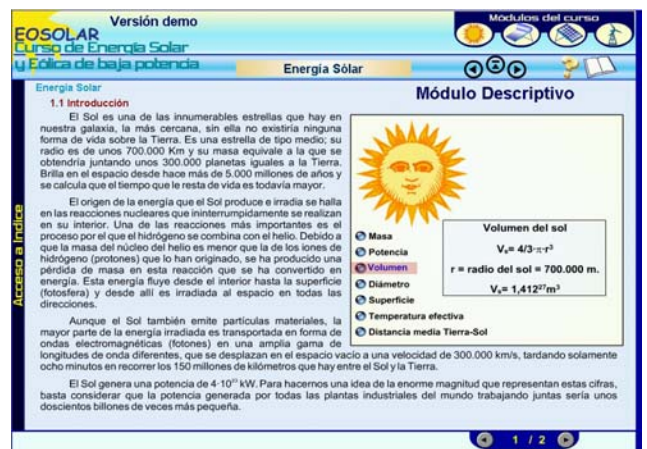 Versión demo
Módulos del curso
EOSOLAR
Curso de Energía Solar
y Eólica de baja potencia
Energía Sólar
Energía Solar
Módulo Descriptivo
1.1 Introducción
El Sol es una de las innumerables estrellas que hay en
nuestra galaxia, la más cercana, sin ella no existiría ninguna
forma de vida sobre la Tierra. Es una estrella de tipo medio; su
radio es de unos 700.000 Km y su masa equivale a la que se
obtendría juntando unos 300.000 planetas iguales a la Tierra.
Brilla en el espacio desde hace más de 5.000 millones de años y
se calcula que el tiempo que le resta de vida es todavía mayor.
El origen de la energía que el Sol produce e irradia se halla
en las reacciones nucleares que ininterrumpidamente se realizan
en su interior. Una de las reacciones más importantes es el
proceso por el que el hidrógeno se combina con el helio. Debido a
que la masa del núcleo del helio es menor que la de los iones de
hidrógeno (protones) que lo han originado, se ha producido una
pérdida de masa en esta reacción que se ha convertido en
energía. Esta energía fluye desde el interior hasta la superficie
(fotosfera) y desde allí es irradiada al espacio en todas las
direcciones.
Aunque el Sol también emite partículas materiales, la
mayor parte de la energía irradiada es transportada en forma de
ondas electromagnéticas (fotones) en una amplia gama de
longitudes de onda diferentes, que se desplazan en el espacio vacío a una velocidad de 300.000 km/s, tardando solamente
ocho minutos en recorrer los 150 millones de kilómetros que hay entre el Sol y la Tierra.
El Sol genera una potencia de 4·10²³ kW. Para hacernos una idea de la enorme magnitud que representan estas cifras,
basta considerar que la potencia generada por todas las plantas industriales del mundo trabajando juntas sería unos
doscientos billones de veces más pequeña.
Masa
Potencia
Volumen
Diámetro
Superficie
Temperatura efectiva
Distancia media Tierra-Sol
Volumen del sol
Vₛ= 4/3·π·r³
r = radio del sol = 700.000 m.
Vₛ= 1,412²⁷m³
Acceso a Indice
1 / 2